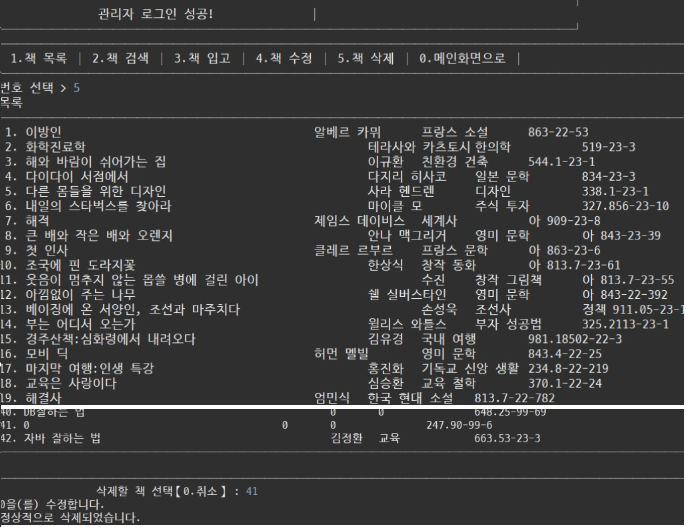 관리자 로그인 성공! |
1.책 목록 | 2.책 검색 | 3.책 입고 | 4.책 수정 | 5.책 삭제 | 0.메인화면으로 |
번호 선택 > 5
목록
1. 이방인 알베르 카뮈 프랑스 소설 863-22-53
2. 화학진료학 테라사와 카츠토시 한의학 519-23-3
3. 해와 바람이 쉬어가는 집 이규환 친환경 건축 544.1-23-1
4. 다이다이 서점에서 다지리 히사코 일본 문학 834-23-3
5. 다른 몸들을 위한 디자인 사라 헨드렌 디자인 338.1-23-1
6. 내일의 스타벅스를 찾아라 마이클 모 주식 투자 327.856-23-10
7. 해적 제임스 데이비스 세계사 아 909-23-8
8. 큰 배와 작은 배와 오렌지 안나 맥그리거 영미 문학 아 843-23-39
9. 첫 인사 클레르 르부르 프랑스 문학 아 863-23-6
10. 조국에 핀 도라지꽃 한상식 창작 동화 아 813.7-23-61
11. 웃음이 멈추지 않는 몹쓸 병에 걸린 아이 수진 창작 그림책 아 813.7-23-55
12. 아낌없이 주는 나무 쉘 실버스타인 영미 문학 아 843-22-392
13. 베이징에 온 서양인, 조선과 마주치다 손성욱 조선사 정책 911.05-23-1
14. 부는 어디서 오는가 윌리스 와틀스 부자 성공법 325.2113-23-1
15. 경주산책:심화령에서 내려오다 김유경 국내 여행 981.18502-22-3
16. 모비 딕 허먼 멜빌 영미 문학 843.4-22-25
17. 마지막 여행:인생 특강 홍진화 기독교 신앙 생활 234.8-22-219
18. 교육은 사랑이다 심승환 교육 철학 370.1-22-24
19. 해결사 엄민식 한국 현대 소설 813.7-22-782
40. DB잘하는 법 0 0 648.25-99-69
41. 0 0 0 247.90-99-6
42. 자바 잘하는 법 김정환 교육 663.53-23-3
삭제할 책 선택【0.취소】 : 41
0을(를) 수정합니다.
정상적으로 삭제되었습니다.